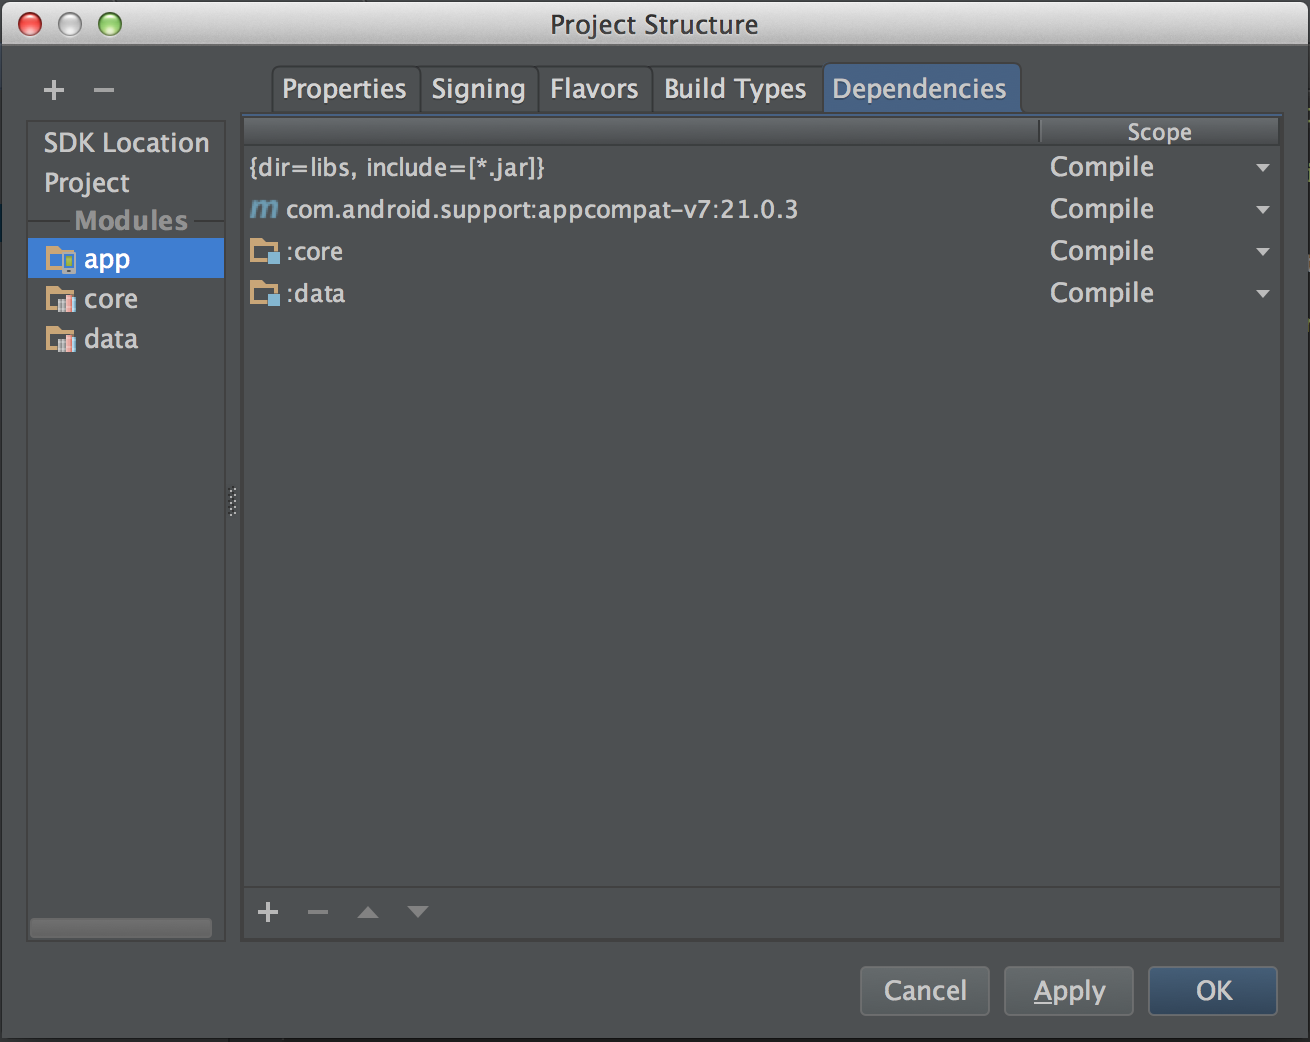 Project Structure
Properties Signing Flavors Build Types Dependencies
SDK Location
Project
Modules
app
core
data
Scope
{dir=libs, include=[*.jar]} Compile
m com.android.support:appcompat-v7:21.0.3 Compile
:core Compile
:data Compile
Cancel Apply OK